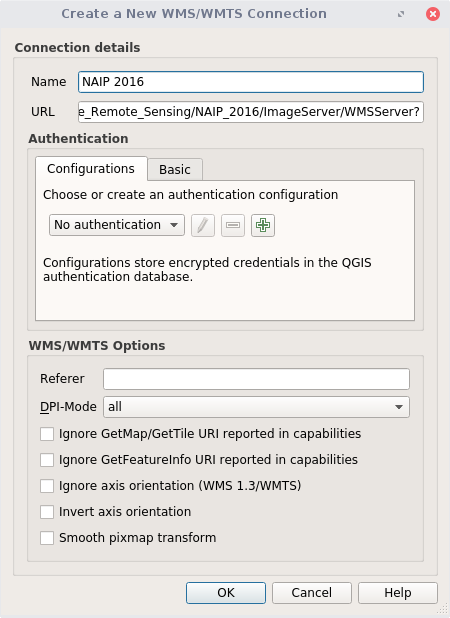 Create a New WMS/WMTS Connection
Connection details
Name NAIP 2016
URL e_Remote_Sensing/NAIP_2016/ImageServer/WMSServer?
Authentication
Configurations Basic
Choose or create an authentication configuration
No authentication
Configurations store encrypted credentials in the QGIS
authentication database.
WMS/WMTS Options
Referer
DPI-Mode all
Ignore GetMap/GetTile URI reported in capabilities
Ignore GetFeatureInfo URI reported in capabilities
Ignore axis orientation (WMS 1.3/WMTS)
Invert axis orientation
Smooth pixmap transform
OK Cancel Help